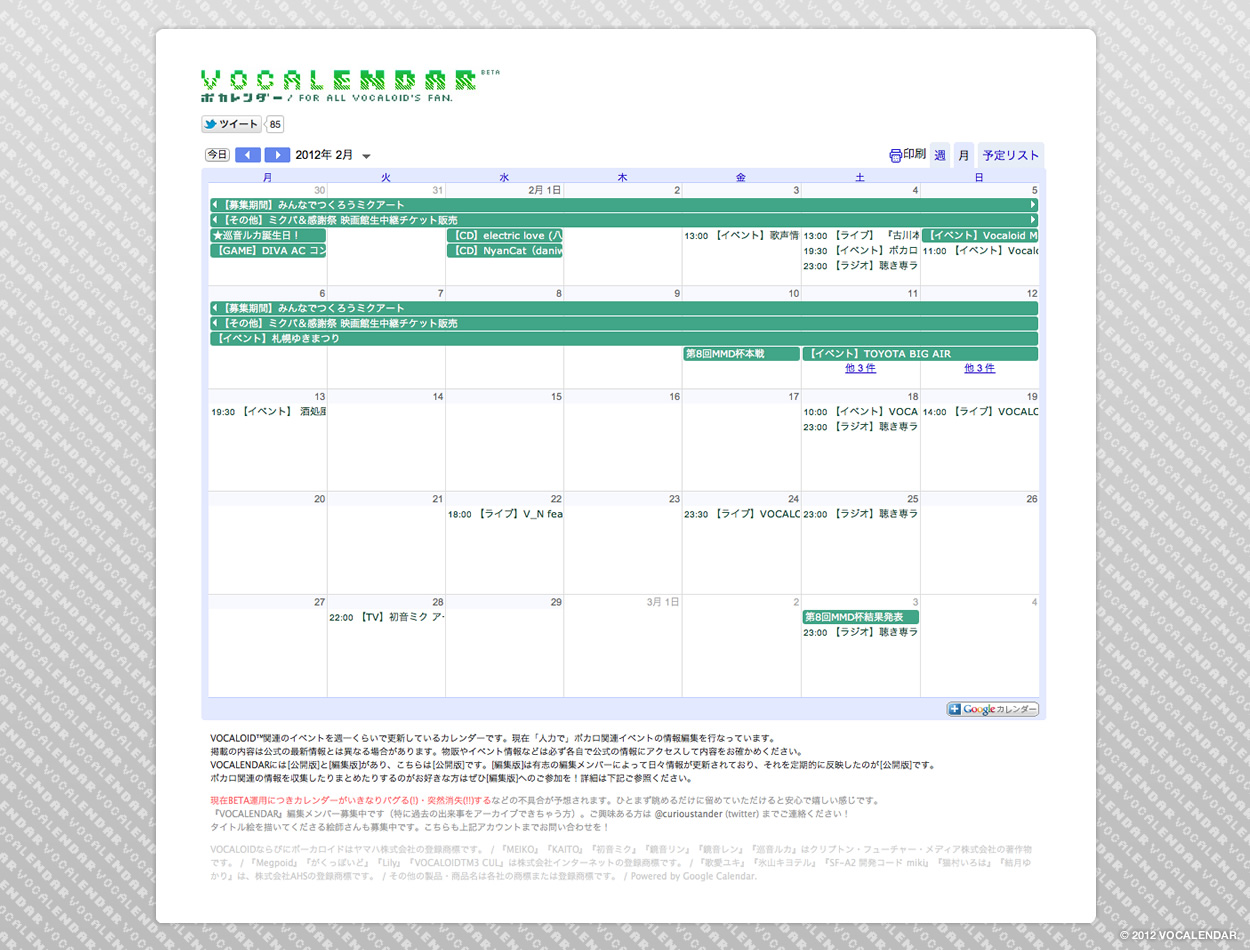 VOCALENDAR BETA
ボカレンダー / FOR ALL VOCALOID'S FAN.
ツイート 85
今日 2012年 2月 印刷 週 月 予定リスト
月 火 水 木 金 土 日
30 31 2月 1日 2 3 4 5
【募集期間】みんなでつくろうミクアート
【その他】ミクパ＆感謝祭 映画館生中継チケット販売
★巡音ルカ誕生日！ 【CD】electric love (八 13:00 【イベント】歌声情 13:00 【ライブ】 『古川本 【イベント】Vocaloid M
【GAME】DIVA AC コン 【CD】NyanCat（daniw 19:30 【イベント】ボカロ 11:00 【イベント】Vocalo
23:00 【ラジオ】聴き専ラ
6 7 8 9 10 11 12
【募集期間】みんなでつくろうミクアート
【その他】ミクパ＆感謝祭 映画館生中継チケット販売
【イベント】札幌ゆきまつり
第8回MMD杯本戦 【イベント】TOYOTA BIG AIR
他 3 件 他 3 件
13 14 15 16 17 18 19
19:30 【イベント】 酒処 10:00 【イベント】VOCA 14:00 【ライブ】VOCALO
23:00 【ラジオ】聴き専ラ
20 21 22 23 24 25 26
18:00 【ライブ】V_N fea 23:30 【ライブ】VOCALO 23:00 【ラジオ】聴き専ラ
27 28 29 3月 1日 2 3 4
22:00 【TV】初音ミク ア・ 第8回MMD杯結果発表
23:00 【ラジオ】聴き専ラ
Google カレンダー
VOCALOID™関連のイベントを週一くらいで更新しているカレンダーです。現在「人力で」ボカロ関連イベントの情報編集を行なっています。
掲載の内容は公式の最新情報とは異なる場合があります。物販やイベント情報などは必ず各自で公式の情報にアクセスして内容をお確かめください。
VOCALENDARには[公開版]と[編集版]があり、こちらは[公開版]です。[編集版]は有志の編集メンバーによって日々情報が更新されており、それを定期的に反映したのが[公開版]です。
ボカロ関連の情報を収集したりまとめたりするのがお好きな方はぜひ[編集版]へのご参加を！詳細は下記ご参照ください。
現在BETA運用につきカレンダーがいきなりバグる(!)・突然消失(!!)するなどの不具合が予想されます。ひとまず眺めるだけに留めていただけると安心で嬉しい感じです。
『VOCALENDAR』編集メンバー募集中です（特に過去の出来事をアーカイブできちゃう方）。ご興味ある方は @curioustander (twitter) までご連絡ください！
タイトル絵を描いてくださる絵師さんも募集中です。こちらも上記アカウントまでお問い合わせを！
VOCALOIDならびにボーカロイドはヤマハ株式会社の登録商標です。 / 『MEIKO』『KAITO』『初音ミク』『鏡音リン』『鏡音レン』『巡音ルカ』はクリプトン・フューチャー・メディア株式会社の著作物
です。 / 『Megpoid』『がくっぽいど』『Lily』『VOCALOIDTM3 CUL』は株式会社インターネットの登録商標です。 / 『歌愛ユキ』『氷山キヨテル』『SF-A2 開発コード miki』『猫村いろは』『結月ゆ
かり』は、株式会社AHSの登録商標です。 / その他の製品・商品名は各社の商標または登録商標です。 / Powered by Google Calendar.
© 2012 VOCALENDAR.